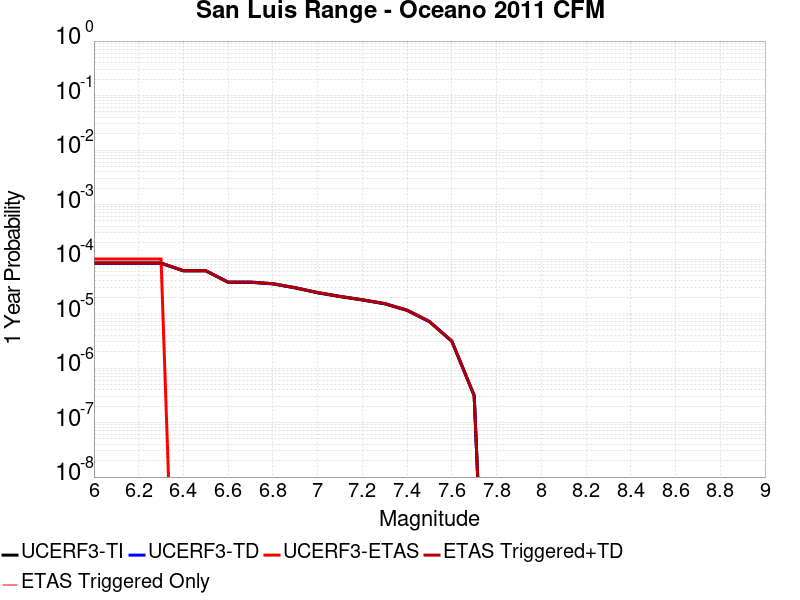 San Luis Range - Oceano 2011 CFM
1 Year Probability
10^0
10^-1
10^-2
10^-3
10^-4
10^-5
10^-6
10^-7
10^-8
6 6.2 6.4 6.6 6.8 7 7.2 7.4 7.6 7.8 8 8.2 8.4 8.6 8.8 9
Magnitude
UCERF3-TI UCERF3-TD UCERF3-ETAS ETAS Triggered+TD
ETAS Triggered Only